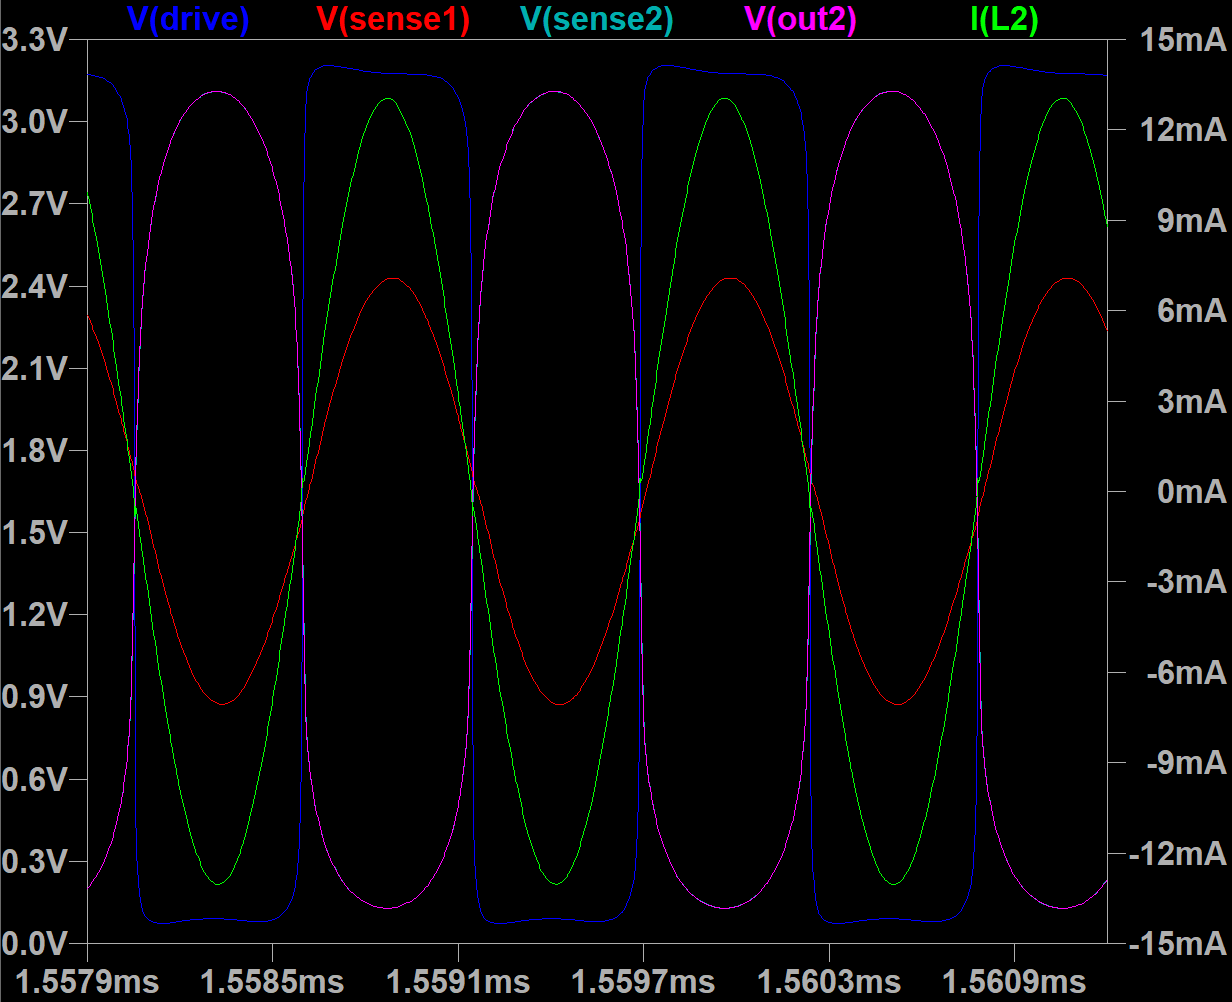 V(drive) V(sense1) V(sense2) V(out2) I(L2)
3.3V 15mA
3.0V 12mA
2.7V 9mA
2.4V 6mA
2.1V 3mA
1.8V 0mA
1.5V -3mA
1.2V -6mA
0.9V -9mA
0.6V -12mA
0.3V -15mA
0.0V
1.5579ms 1.5585ms 1.5591ms 1.5597ms 1.5603ms 1.5609ms